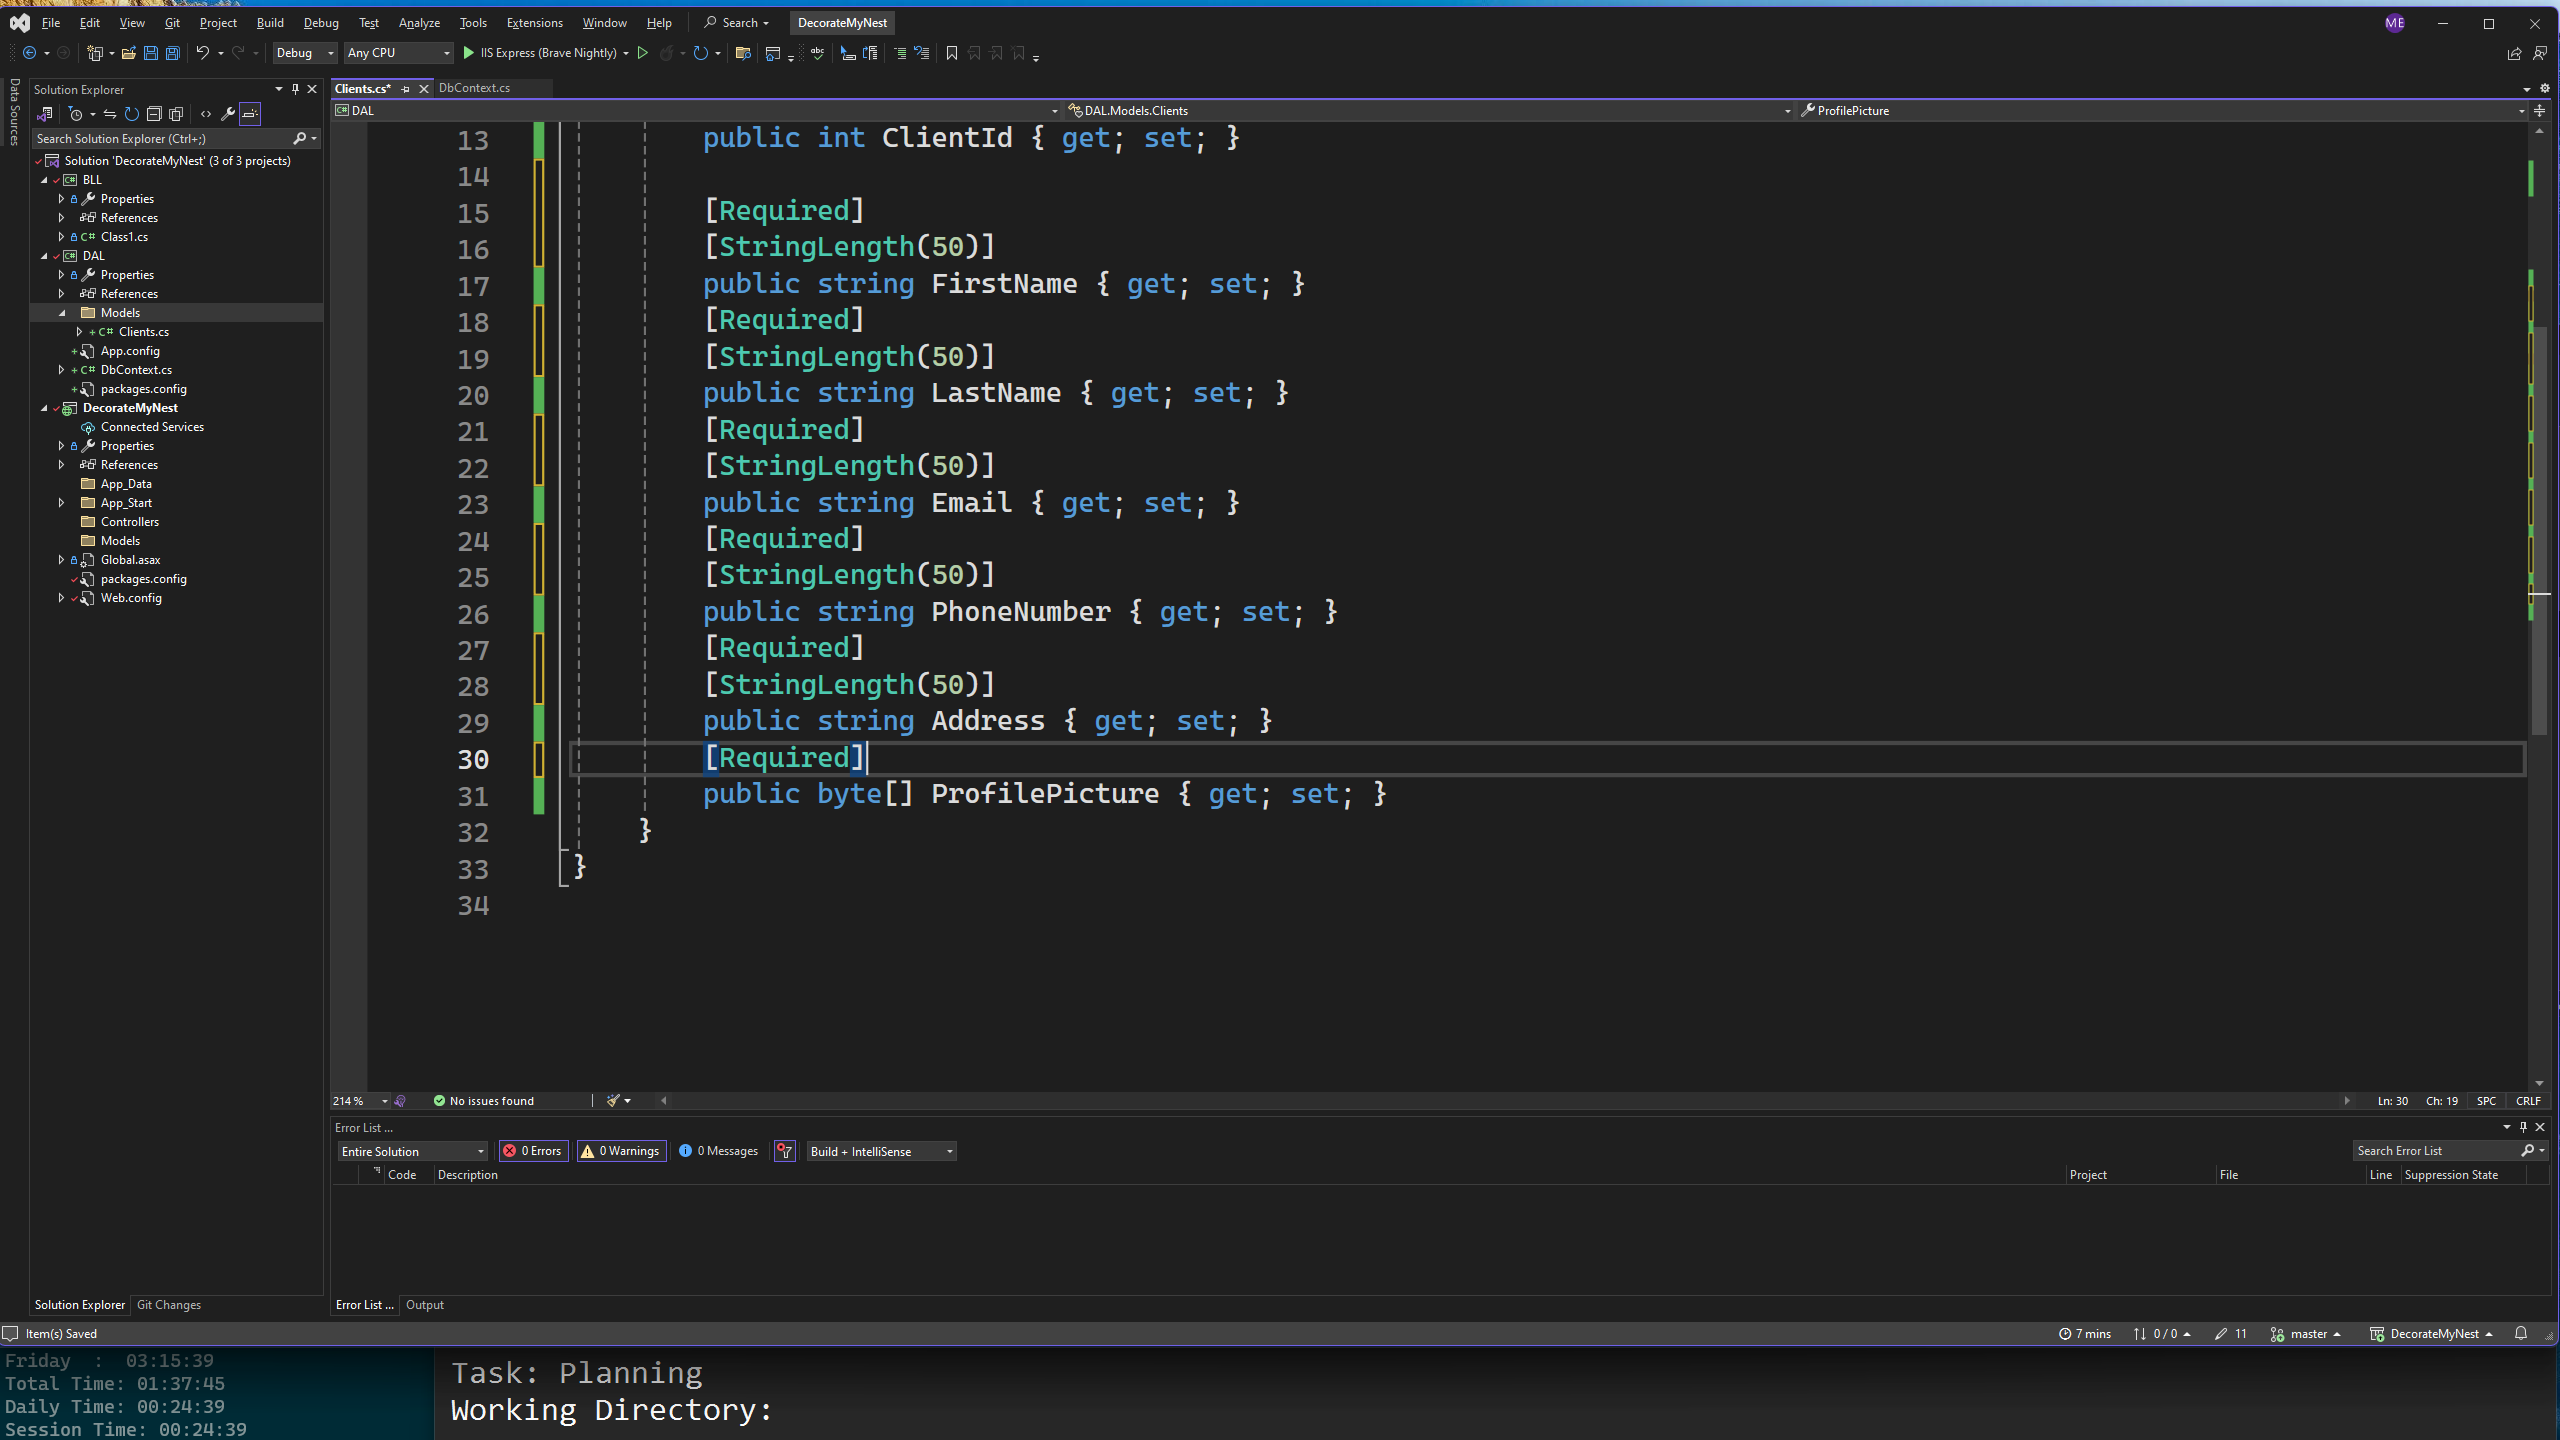 File Edit View Git Project Build Debug Test Analyze Tools Extensions Window Help Search DecorateMyNest ME
Debug Any CPU IIS Express (Brave Nightly)
Data Sources
Solution Explorer
Search Solution Explorer (Ctrl+;)
Solution 'DecorateMyNest' (3 of 3 projects)
BLL
Properties
References
C# Class1.cs
DAL
Properties
References
Models
C# Clients.cs
App.config
C# DbContext.cs
packages.config
DecorateMyNest
Connected Services
Properties
References
App_Data
App_Start
Controllers
Models
Global.asax
packages.config
Web.config
Solution Explorer Git Changes
Clients.cs* DbContext.cs
DAL DAL.Models.Clients ProfilePicture
13 public int ClientId { get; set; }
14
15 [Required]
16 [StringLength(50)]
17 public string FirstName { get; set; }
18 [Required]
19 [StringLength(50)]
20 public string LastName { get; set; }
21 [Required]
22 [StringLength(50)]
23 public string Email { get; set; }
24 [Required]
25 [StringLength(50)]
26 public string PhoneNumber { get; set; }
27 [Required]
28 [StringLength(50)]
29 public string Address { get; set; }
30 [Required]
31 public byte[] ProfilePicture { get; set; }
32 }
33 }
34
214 % No issues found Ln: 30 Ch: 19 SPC CRLF
Error List ...
Entire Solution 0 Errors 0 Warnings 0 Messages Build + IntelliSense Search Error List
Code Description Project File Line Suppression State
Error List ... Output
Item(s) Saved 7 mins 0 / 0 11 master DecorateMyNest
Friday : 03:15:39
Total Time: 01:37:45
Daily Time: 00:24:39
Session Time: 00:24:39
Task: Planning
Working Directory: